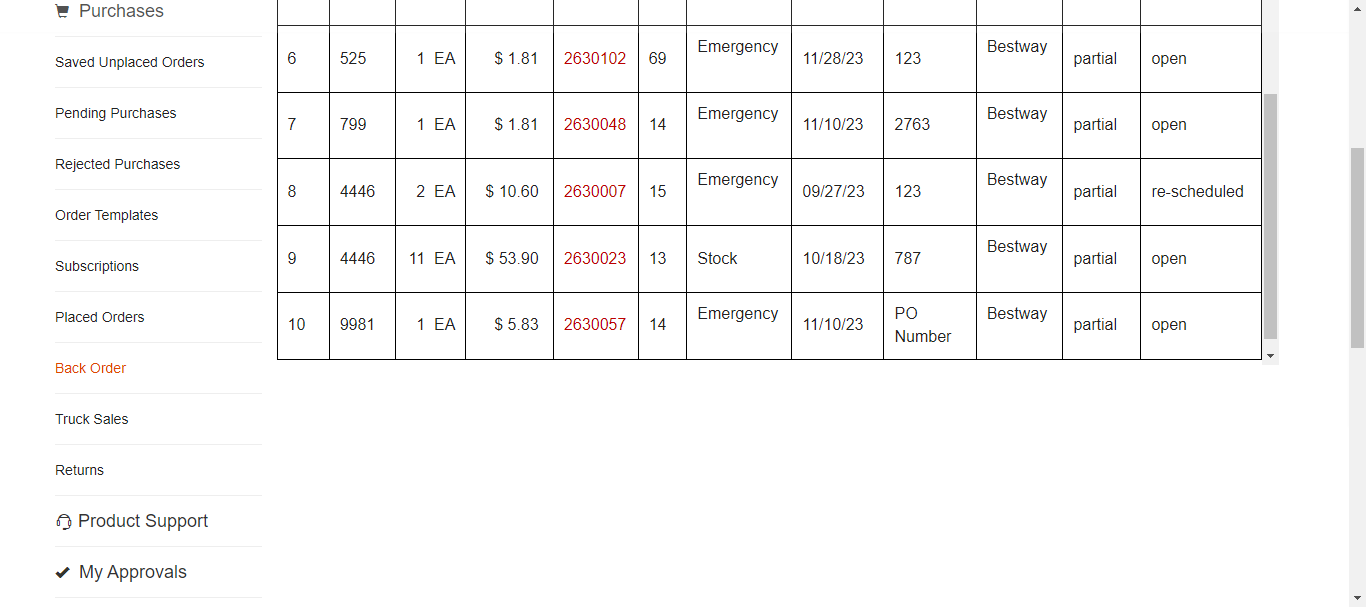 Purchases
Saved Unplaced Orders
Pending Purchases
Rejected Purchases
Order Templates
Subscriptions
Placed Orders
Back Order
Truck Sales
Returns
Product Support
My Approvals
6 525 1 EA $ 1.81 2630102 69 Emergency 11/28/23 123 Bestway partial open
7 799 1 EA $ 1.81 2630048 14 Emergency 11/10/23 2763 Bestway partial open
8 4446 2 EA $ 10.60 2630007 15 Emergency 09/27/23 123 Bestway partial re-scheduled
9 4446 11 EA $ 53.90 2630023 13 Stock 10/18/23 787 Bestway partial open
10 9981 1 EA $ 5.83 2630057 14 Emergency 11/10/23 PO Number Bestway partial open